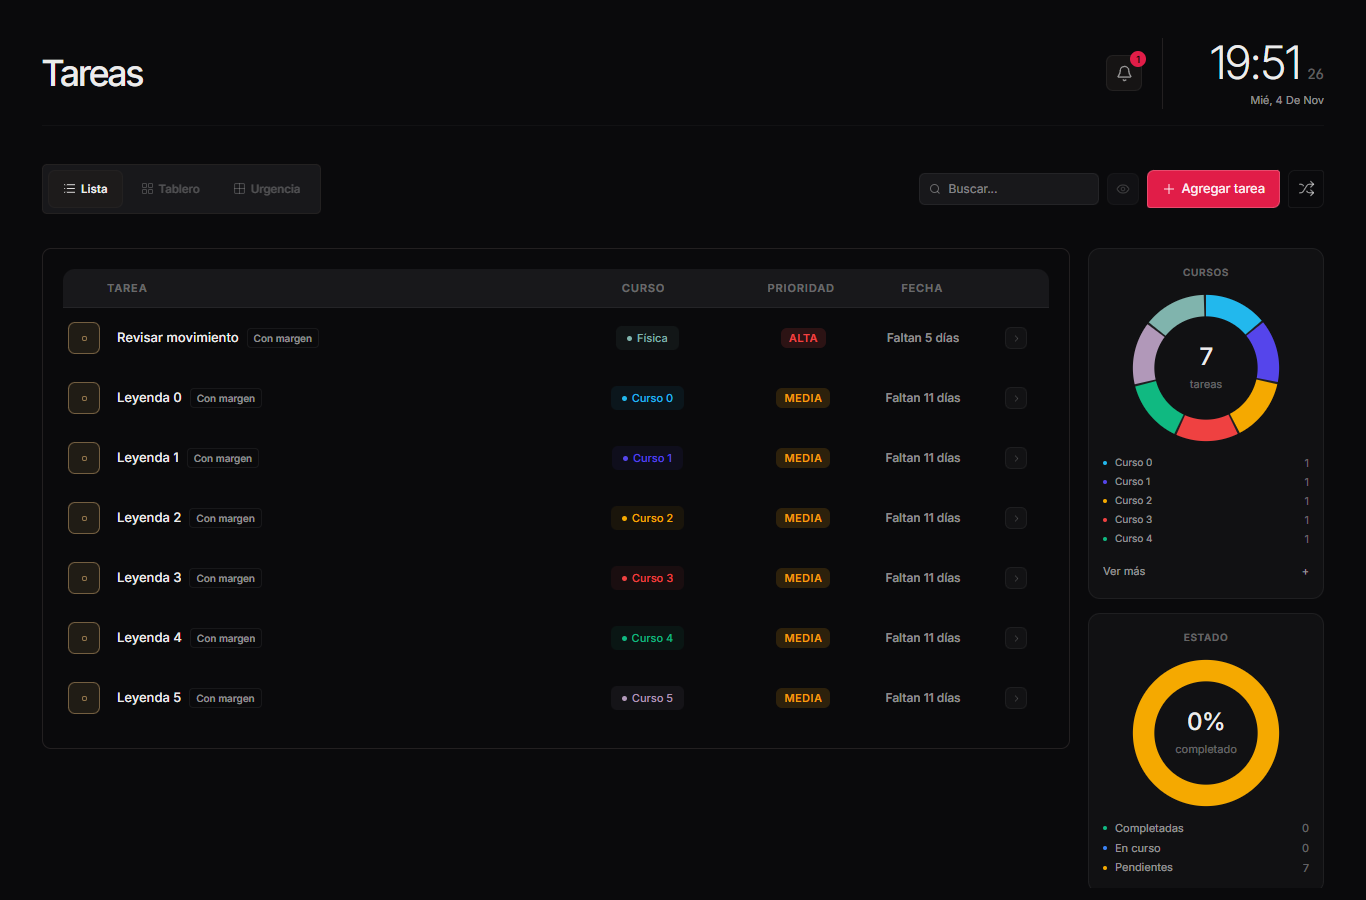 Tareas
1
19:51 26
Mié, 4 De Nov
Lista Tablero Urgencia
Buscar...
Agregar tarea
TAREA CURSO PRIORIDAD FECHA
Revisar movimiento Con margen Física ALTA Faltan 5 días
Leyenda 0 Con margen Curso 0 MEDIA Faltan 11 días
Leyenda 1 Con margen Curso 1 MEDIA Faltan 11 días
Leyenda 2 Con margen Curso 2 MEDIA Faltan 11 días
Leyenda 3 Con margen Curso 3 MEDIA Faltan 11 días
Leyenda 4 Con margen Curso 4 MEDIA Faltan 11 días
Leyenda 5 Con margen Curso 5 MEDIA Faltan 11 días
CURSOS
7
tareas
Curso 0 1
Curso 1 1
Curso 2 1
Curso 3 1
Curso 4 1
Ver más +
ESTADO
0%
completado
Completadas 0
En curso 0
Pendientes 7